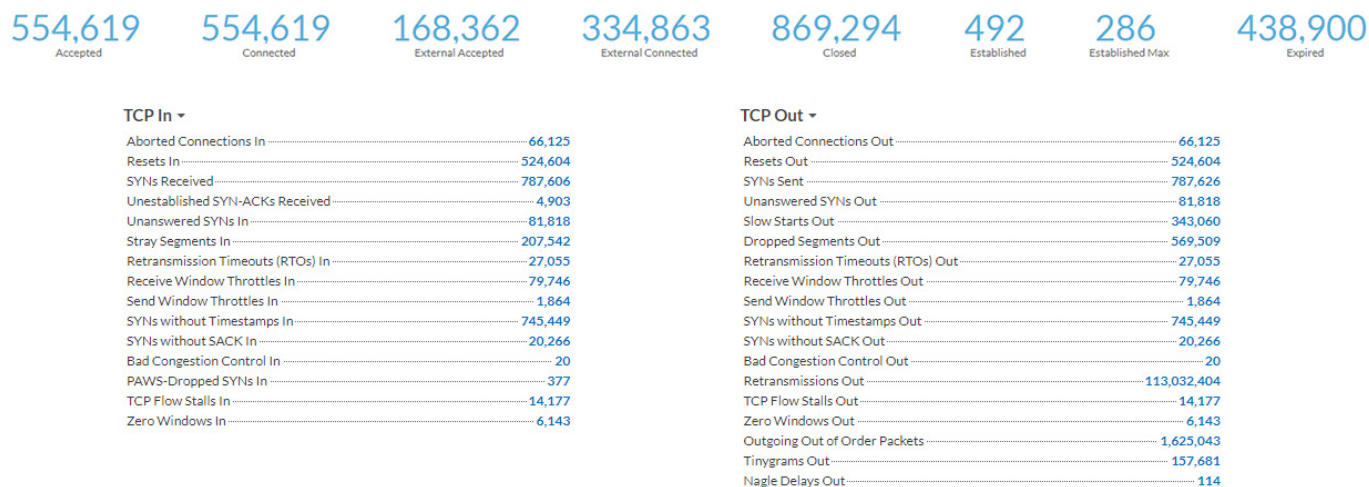 554,619 554,619 168,362 334,863 869,294 492 286 438,900
Accepted Connected External Accepted External Connected Closed Established Established Max Expired
TCP In
Aborted Connections In 66,125
Resets In 524,604
SYNs Received 787,606
Unestablished SYN-ACKs Received 4,903
Unanswered SYNs In 81,818
Stray Segments In 207,542
Retransmission Timeouts (RTOs) In 27,055
Receive Window Throttles In 79,746
Send Window Throttles In 1,864
SYNs without Timestamps In 745,449
SYNs without SACK In 20,266
Bad Congestion Control In 20
PAWS-Dropped SYNs In 377
TCP Flow Stalls In 14,177
Zero Windows In 6,143
TCP Out
Aborted Connections Out 66,125
Resets Out 524,604
SYNs Sent 787,626
Unanswered SYNs Out 81,818
Slow Starts Out 343,060
Dropped Segments Out 569,509
Retransmission Timeouts (RTOs) Out 27,055
Receive Window Throttles Out 79,746
Send Window Throttles Out 1,864
SYNs without Timestamps Out 745,449
SYNs without SACK Out 20,266
Bad Congestion Control Out 20
Retransmissions Out 113,032,404
TCP Flow Stalls Out 14,177
Zero Windows Out 6,143
Outgoing Out of Order Packets 1,625,043
Tinygrams Out 157,681
Nagle Delays Out 114